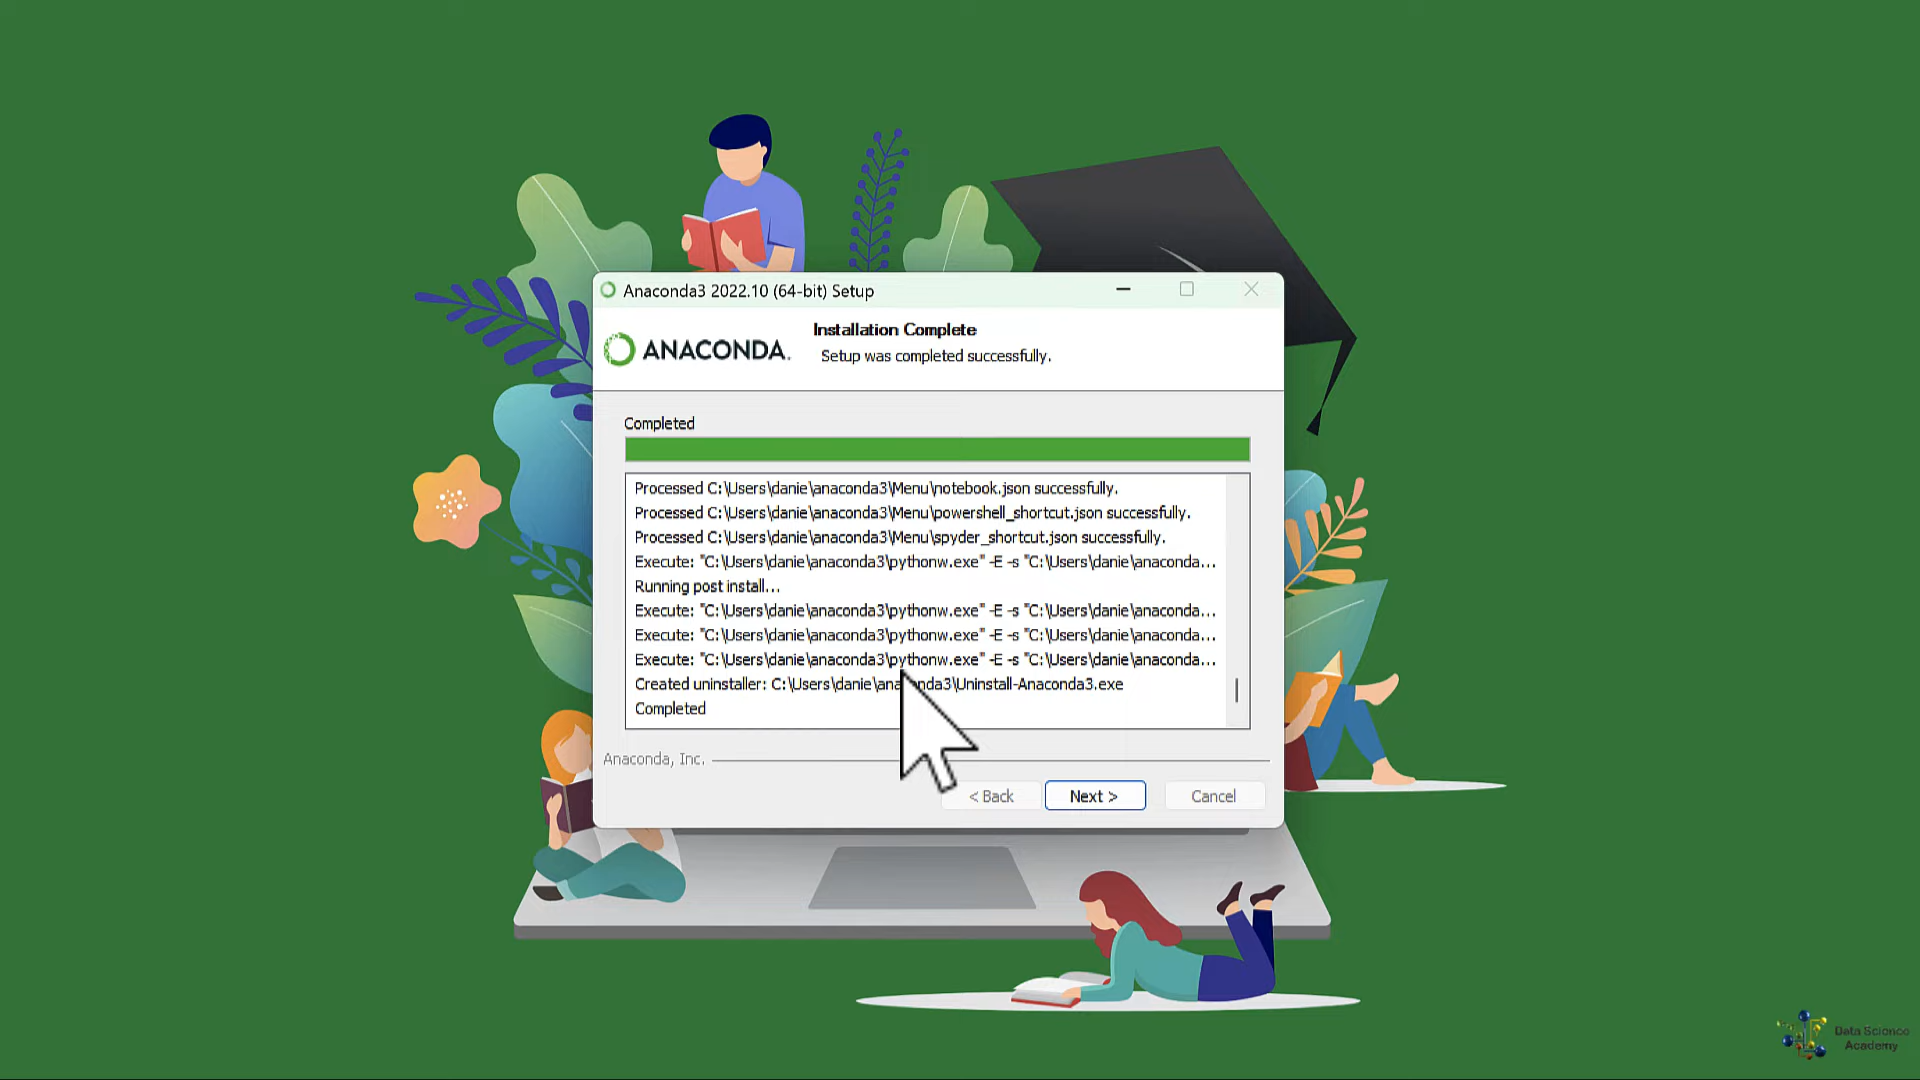 Anaconda3 2022.10 (64-bit) Setup
ANACONDA.
Installation Complete
Setup was completed successfully.
Completed
Processed C:\Users\danie\anaconda3\Menu\notebook.json successfully.
Processed C:\Users\danie\anaconda3\Menu\powershell_shortcut.json successfully.
Processed C:\Users\danie\anaconda3\Menu\spyder_shortcut.json successfully.
Execute: "C:\Users\danie\anaconda3\pythonw.exe" -E -s "C:\Users\danie\anaconda...
Running post install...
Execute: "C:\Users\danie\anaconda3\pythonw.exe" -E -s "C:\Users\danie\anaconda...
Execute: "C:\Users\danie\anaconda3\pythonw.exe" -E -s "C:\Users\danie\anaconda...
Execute: "C:\Users\danie\anaconda3\pythonw.exe" -E -s "C:\Users\danie\anaconda...
Created uninstaller: C:\Users\danie\anaconda3\Uninstall-Anaconda3.exe
Completed
Anaconda, Inc.
< Back
Next >
Cancel
Data Science
Academy